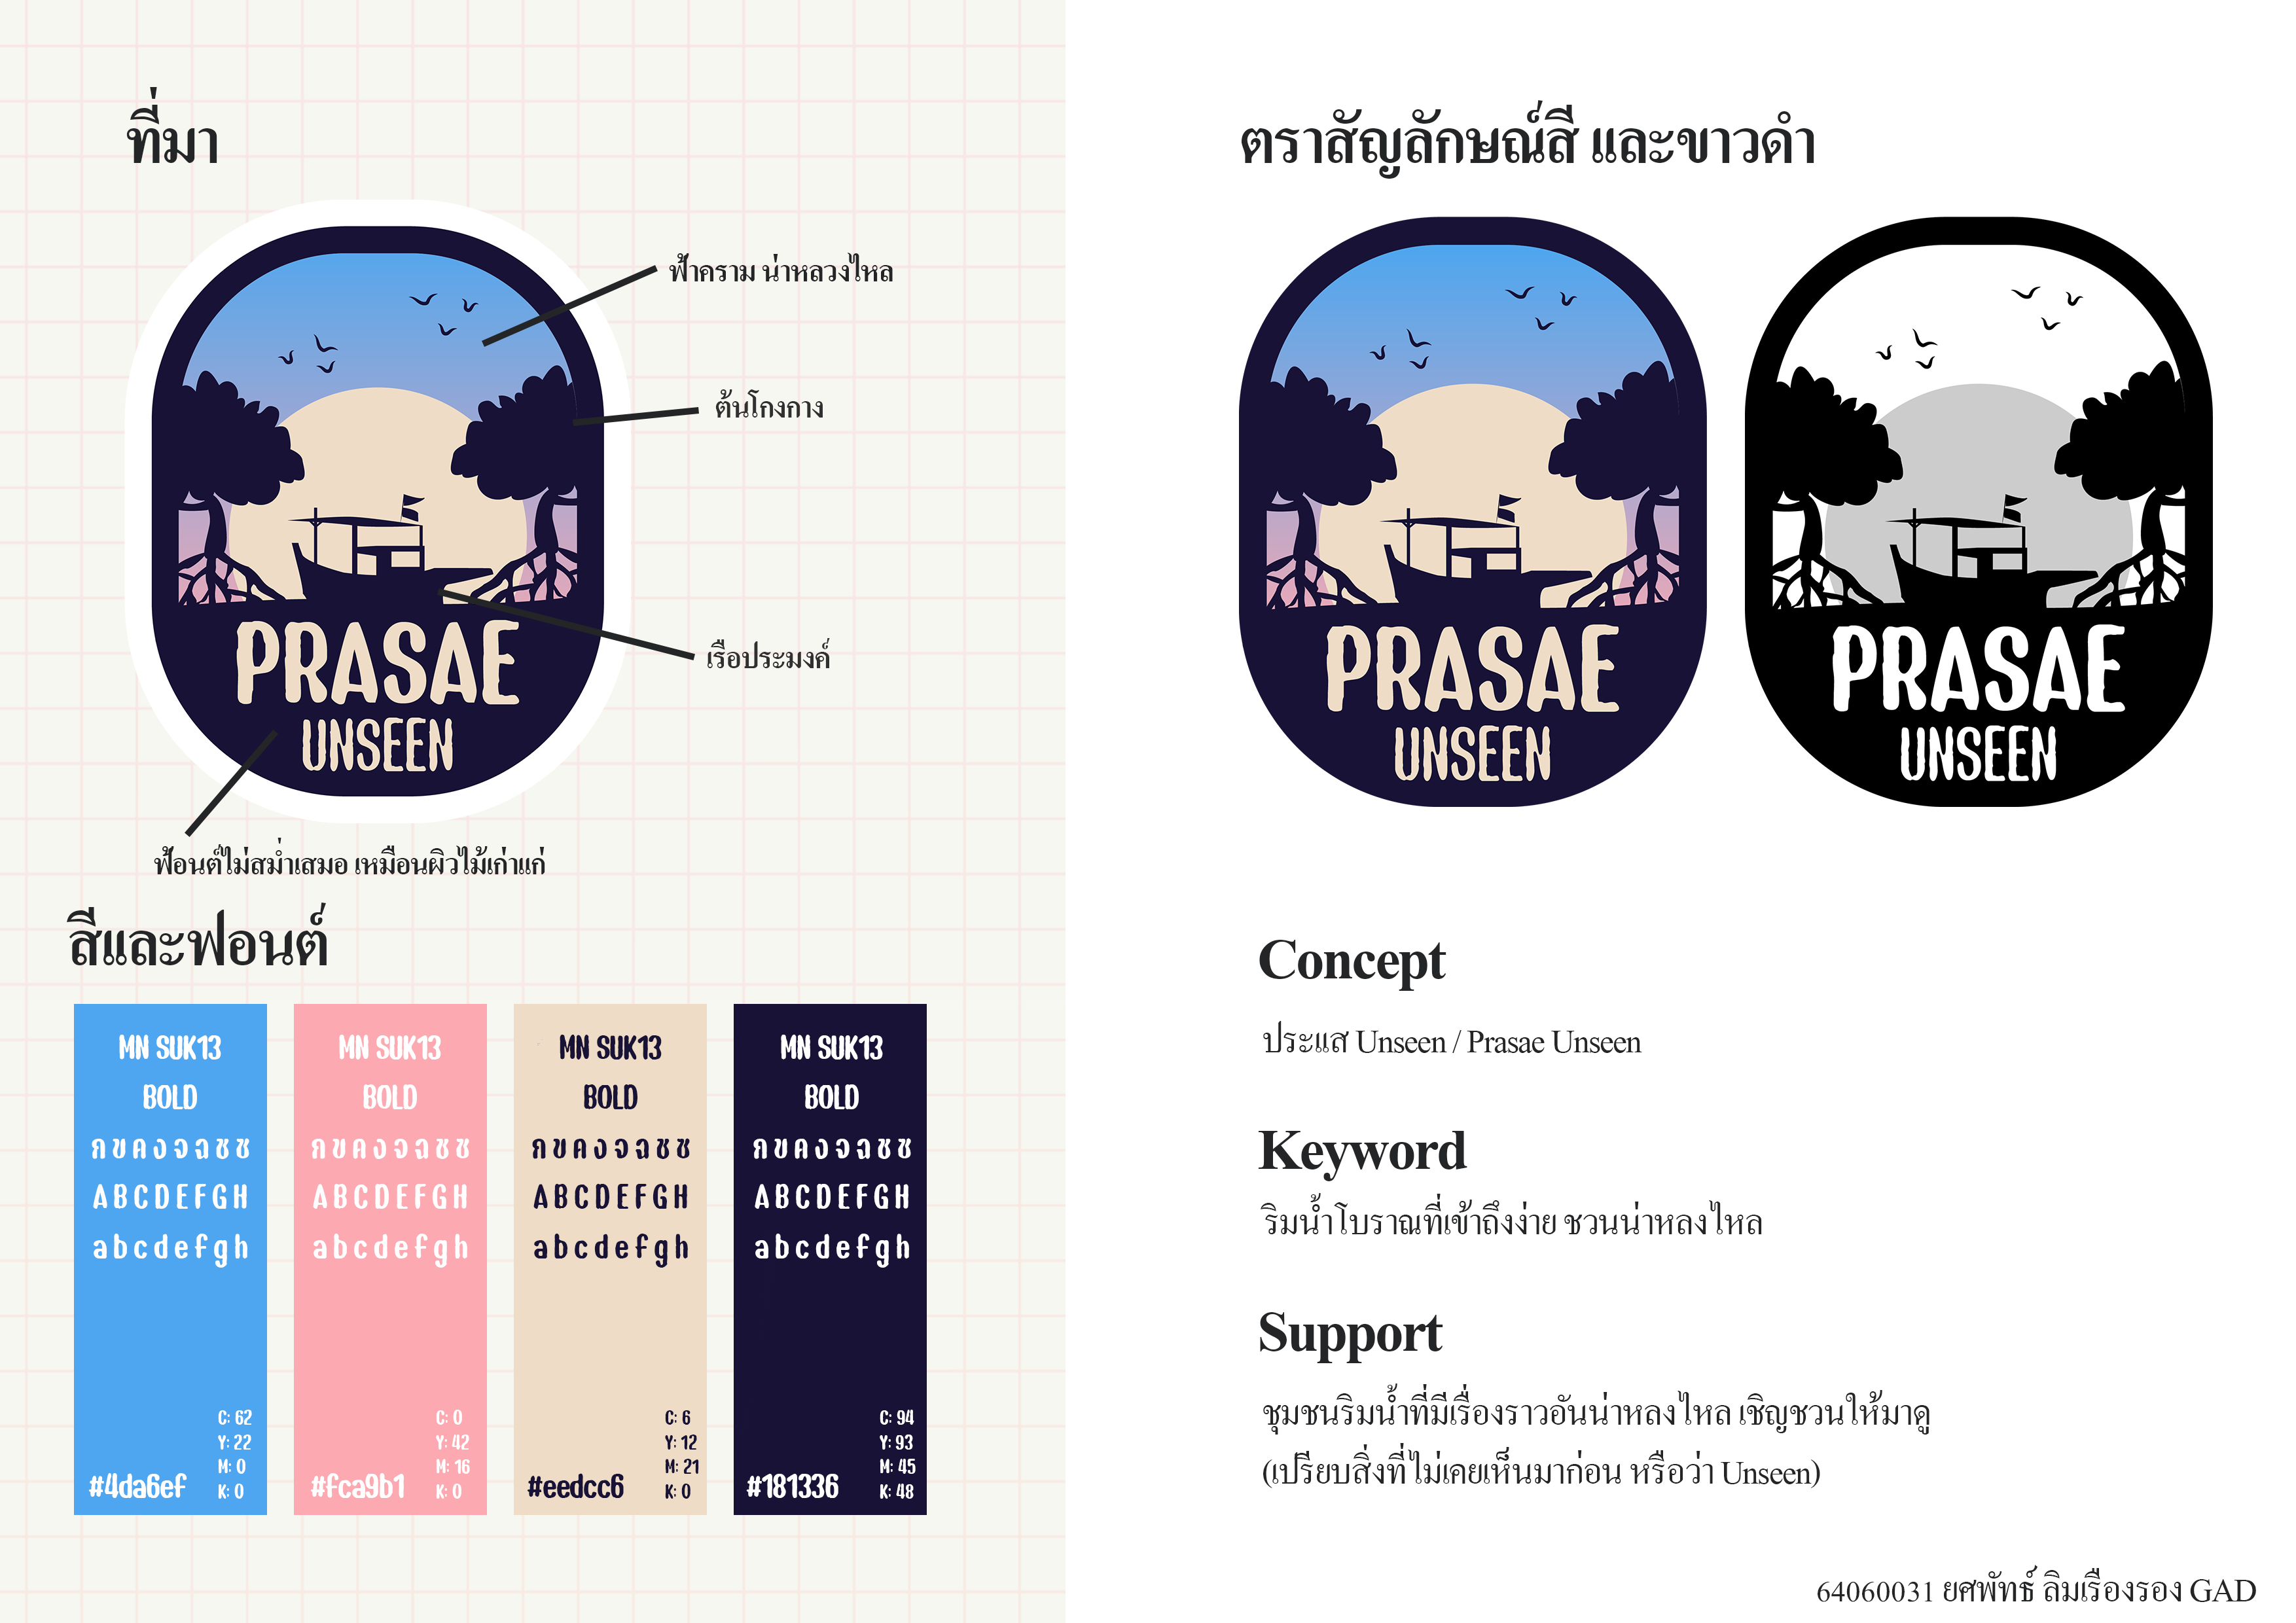 ที่มา
ฟ้าคราม น่าหลวงไหล
ต้นโกงกาง
เรือประมงค์
PRASAE
UNSEEN
ฟ้อนต์ไม่สม่ำเสมอ เหมือนผิวไม้เก่าแก่
สีและฟอนต์
MN SUK13
BOLD
ก ข ค ง จ ฉ ช ซ
A B C D E F G H
a b c d e f g h
C: 62
Y: 22
M: 0
K: 0
#4da6ef
MN SUK13
BOLD
ก ข ค ง จ ฉ ช ซ
A B C D E F G H
a b c d e f g h
C: 0
Y: 42
M: 16
K: 0
#fca9b1
MN SUK13
BOLD
ก ข ค ง จ ฉ ช ซ
A B C D E F G H
a b c d e f g h
C: 6
Y: 12
M: 21
K: 0
#eedcc6
MN SUK13
BOLD
ก ข ค ง จ ฉ ช ซ
A B C D E F G H
a b c d e f g h
C: 94
Y: 93
M: 45
K: 48
#181336
ตราสัญลักษณ์สี และขาวดำ
PRASAE
UNSEEN
PRASAE
UNSEEN
Concept
ประแส Unseen / Prasae Unseen
Keyword
ริมน้ำโบราณที่เข้าถึงง่าย ชวนน่าหลงไหล
Support
ชุมชนริมน้ำที่มีเรื่องราวอันน่าหลงไหล เชิญชวนให้มาดู
(เปรียบสิ่งที่ไม่เคยเห็นมาก่อน หรือว่า Unseen)
64060031 ยศพัทธ์ ลิมเรืองรอง GAD